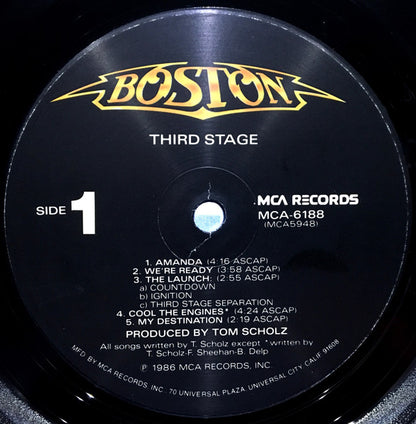 BOSTON
THIRD STAGE
SIDE 1
MCA RECORDS
MCA-6188
(MCA5948)
1. AMANDA (4:16 ASCAP)
2. WE'RE READY (3:58 ASCAP)
3. THE LAUNCH: (2:55 ASCAP)
a) COUNTDOWN
b) IGNITION
c) THIRD STAGE SEPARATION
4. COOL THE ENGINES* (4:24 ASCAP)
5. MY DESTINATION (2:19 ASCAP)
PRODUCED BY TOM SCHOLZ
All songs written by T. Scholz except * written by
T. Scholz-F. Sheehan-B. Delp
℗ 1986 MCA RECORDS, INC.
MF'D BY MCA RECORDS, INC., 70 UNIVERSAL PLAZA, UNIVERSAL CITY, CALIF. 91608